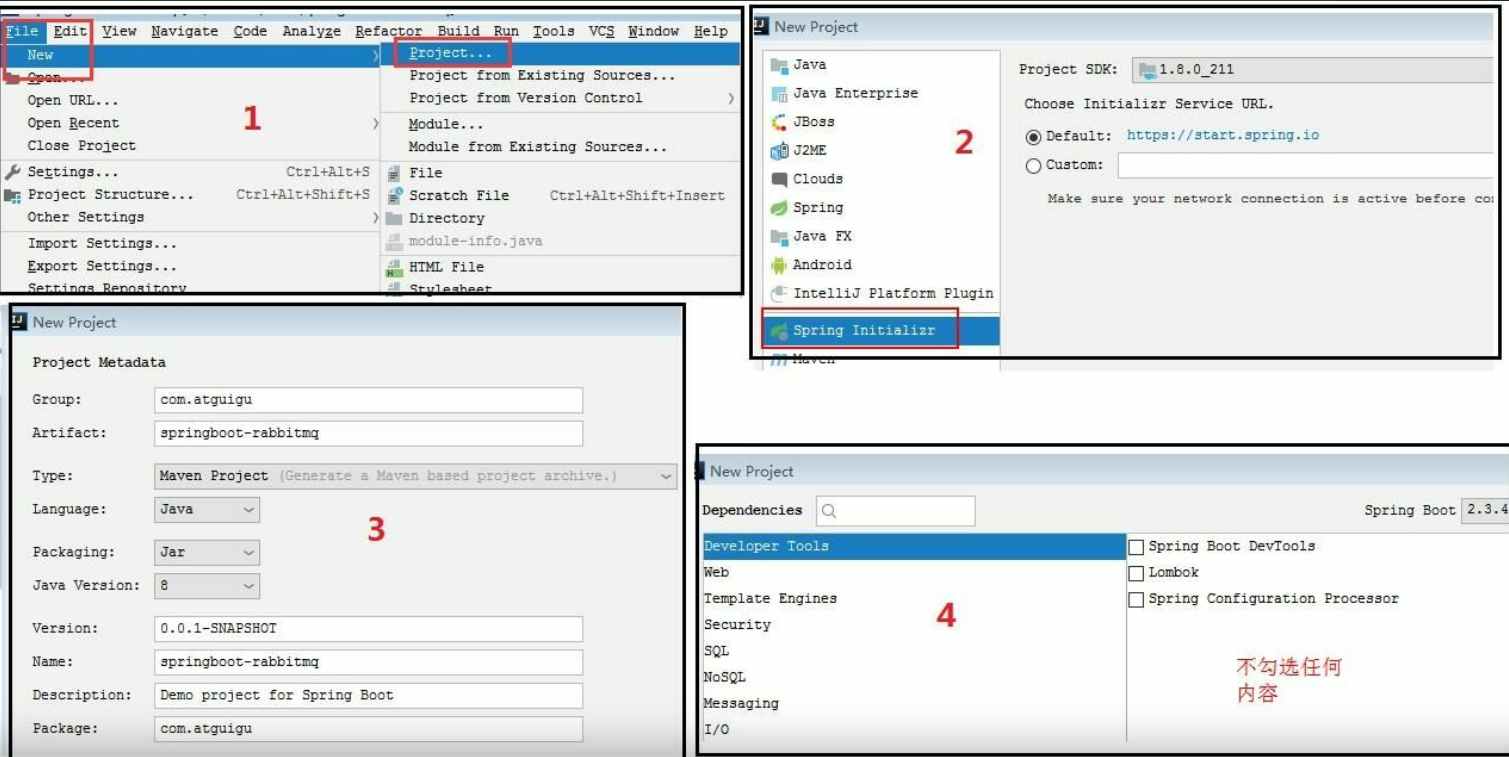 File Edit View Navigate Code Analyze Refactor Build Run Tools VCS Window Help
New
Open...
Open URL...
Open Recent
Close Project
Settings... Ctrl+Alt+S
Project Structure... Ctrl+Alt+Shift+S
Other Settings
Import Settings...
Export Settings...
Settings Repository
1
Project...
Project from Existing Sources...
Project from Version Control
Module...
Module from Existing Sources...
File
Scratch File Ctrl+Alt+Shift+Insert
Directory
module-info.java
HTML File
Stylesheet
New Project
Java
Java Enterprise
JBoss
J2ME
Clouds
Spring
Java FX
Android
IntelliJ Platform Plugin
Spring Initializr
Maven
2
Project SDK: 1.8.0_211
Choose Initializr Service URL.
Default: https://start.spring.io
Custom:
Make sure your network connection is active before co
New Project
Project Metadata
Group: com.atguigu
Artifact: springboot-rabbitmq
Type: Maven Project (Generate a Maven based project archive.)
Language: Java
3
Packaging: Jar
Java Version: 8
Version: 0.0.1-SNAPSHOT
Name: springboot-rabbitmq
Description: Demo project for Spring Boot
Package: com.atguigu
New Project
Dependencies
Spring Boot 2.3.4
Developer Tools
Web
Template Engines
Security
SQL
NoSQL
Messaging
I/O
4
Spring Boot DevTools
Lombok
Spring Configuration Processor
不勾选任何
内容